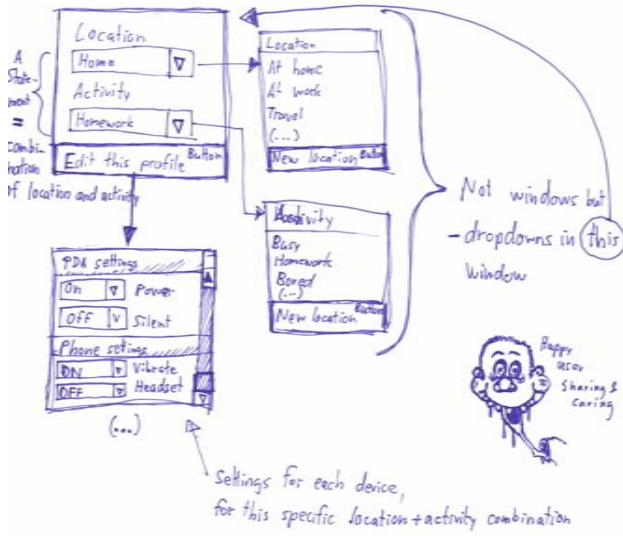 Location
Home
Activity
Homework
Edit this profile Button
A
State-
ment
=
combi-
nation
of location and activity
Location
At home
At work
Travel
(...)
New location Button
Activity
Busy
Homework
Bored
(...)
New location Button
Not windows but
- dropdowns in this
window
PDA settings
On Power
OFF Silent
Phone settings
ON Vibrate
OFF Headset
(...)
Happy
user
sharing &
caring
Settings for each device,
for this specific location+activity combination